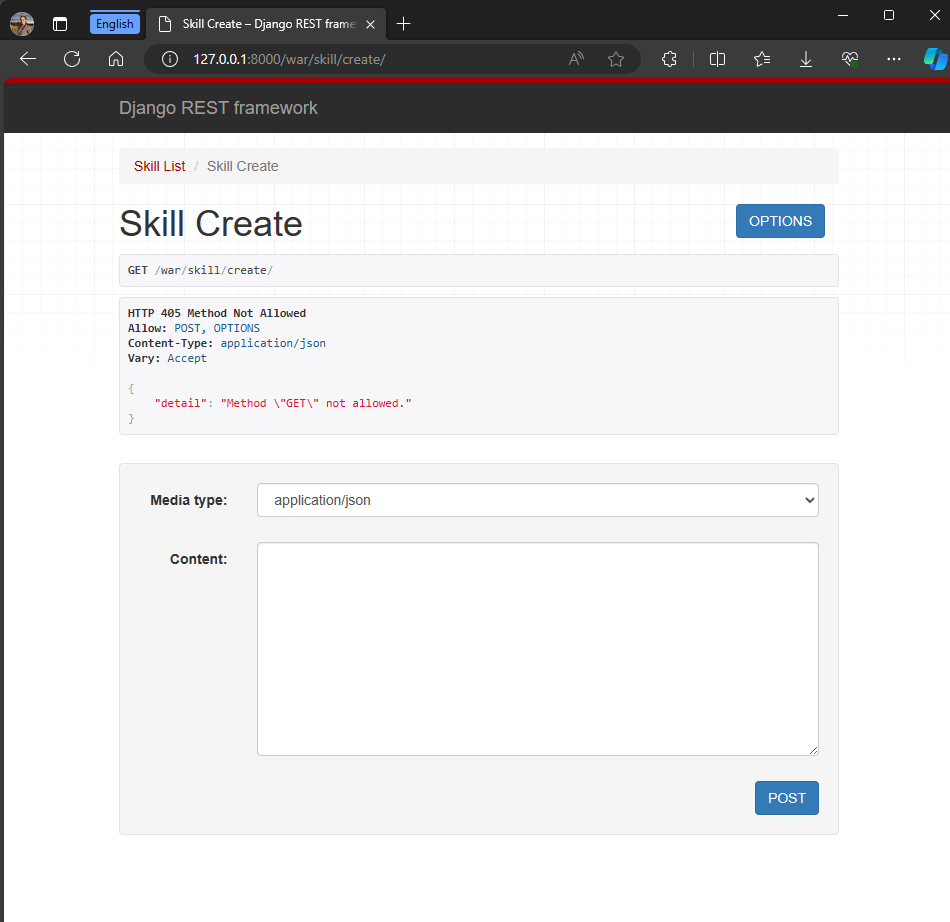 English
Skill Create – Django REST frame
127.0.0.1:8000/war/skill/create/
Django REST framework
Skill List / Skill Create
Skill Create
OPTIONS
GET /war/skill/create/
HTTP 405 Method Not Allowed
Allow: POST, OPTIONS
Content-Type: application/json
Vary: Accept
{
    "detail": "Method \"GET\" not allowed."
}
Media type:
application/json
Content:
POST